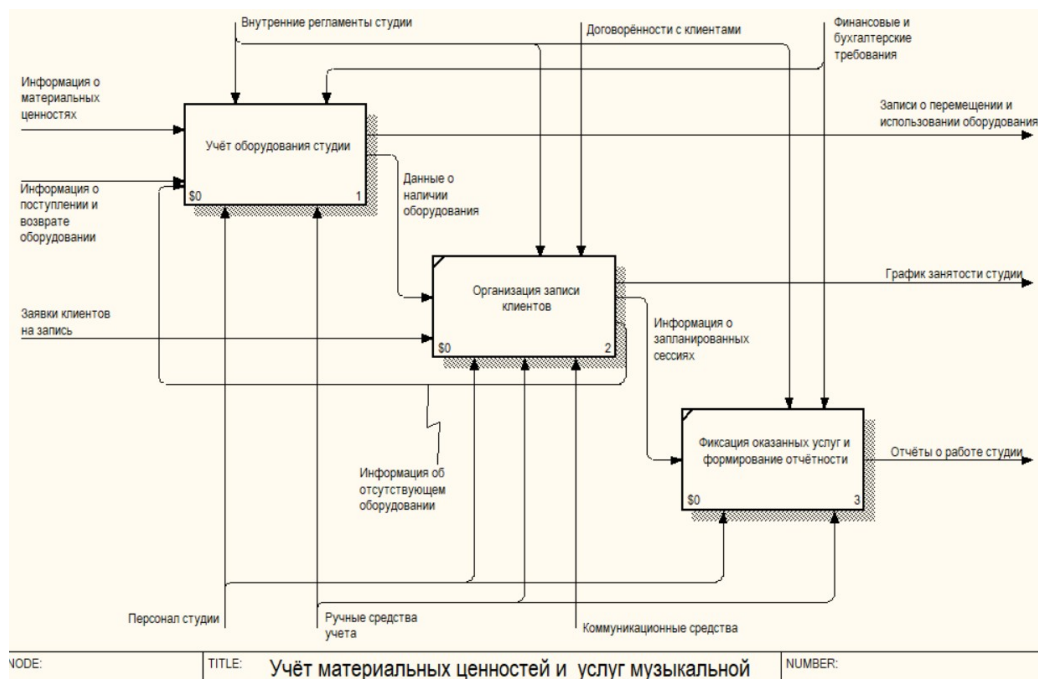 Внутренние регламенты студии
Договорённости с клиентами
Финансовые и
бухгалтерские
требования
Информация о
материальных
ценностях
Записи о перемещении и
использовании оборудования
Учёт оборудования студии
$0
1
Информация о
поступлении и
возврате
оборудовании
Данные о
наличии
оборудования
График занятости студии
Организация записи
клиентов
$0
2
Заявки клиентов
на запись
Информация о
запланированных
сессиях
Фиксация оказанных услуг и
формирование отчётности
$0
3
Отчёты о работе студии
Информация об
отсутствующем
оборудовании
Персонал студии
Ручные средства
учета
Коммуникационные средства
NODE:
TITLE:
Учёт материальных ценностей и услуг музыкальной
NUMBER: